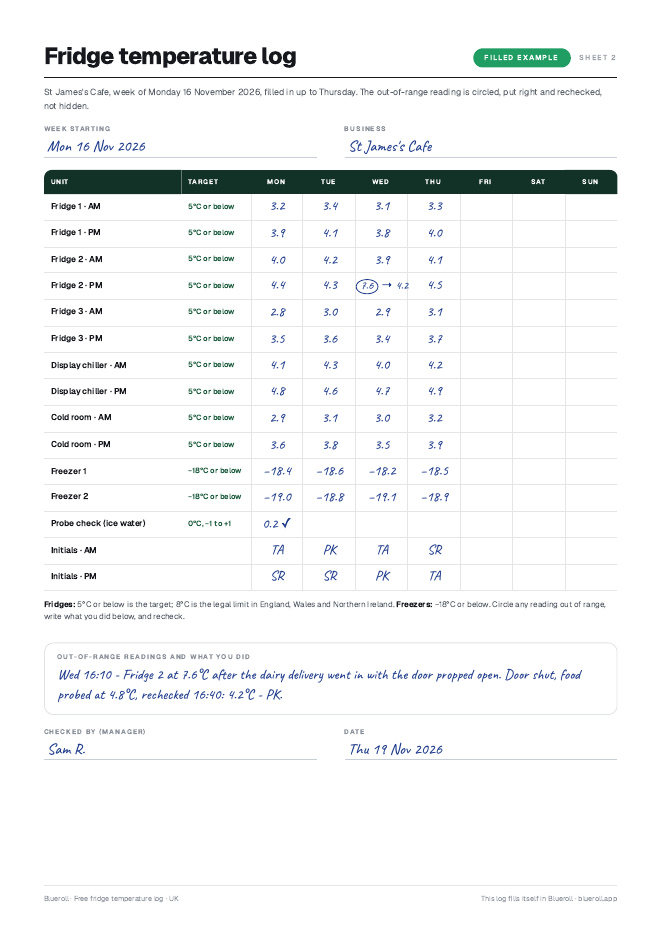 Fridge temperature log
FILLED EXAMPLE SHEET 2
St James's Cafe, week of Monday 16 November 2026, filled in up to Thursday. The out-of-range reading is circled, put right and rechecked,
not hidden.
WEEK STARTING BUSINESS
Mon 16 Nov 2026 St James's Cafe
UNIT TARGET MON TUE WED THU FRI SAT SUN
Fridge 1 · AM 5°C or below 3.2 3.4 3.1 3.3
Fridge 1 · PM 5°C or below 3.9 4.1 3.8 4.0
Fridge 2 · AM 5°C or below 4.0 4.2 3.9 4.1
Fridge 2 · PM 5°C or below 4.4 4.3 7.6 → 4.2 4.5
Fridge 3 · AM 5°C or below 2.8 3.0 2.9 3.1
Fridge 3 · PM 5°C or below 3.5 3.6 3.4 3.7
Display chiller · AM 5°C or below 4.1 4.3 4.0 4.2
Display chiller · PM 5°C or below 4.8 4.6 4.7 4.9
Cold room · AM 5°C or below 2.9 3.1 3.0 3.2
Cold room · PM 5°C or below 3.6 3.8 3.5 3.9
Freezer 1 −18°C or below −18.4 −18.6 −18.2 −18.5
Freezer 2 −18°C or below −19.0 −18.8 −19.1 −18.9
Probe check (ice water) 0°C, −1 to +1 0.2 ✓
Initials · AM TA PK TA SR
Initials · PM SR SR PK TA
Fridges: 5°C or below is the target; 8°C is the legal limit in England, Wales and Northern Ireland. Freezers: −18°C or below. Circle any reading out of range,
write what you did below, and recheck.
OUT-OF-RANGE READINGS AND WHAT YOU DID
Wed 16:10 - Fridge 2 at 7.6°C after the dairy delivery went in with the door propped open. Door shut, food
probed at 4.8°C, rechecked 16:40: 4.2°C - PK.
CHECKED BY (MANAGER) DATE
Sam R. Thu 19 Nov 2026
Blueroll · Free fridge temperature log · UK This log fills itself in Blueroll · blueroll.app